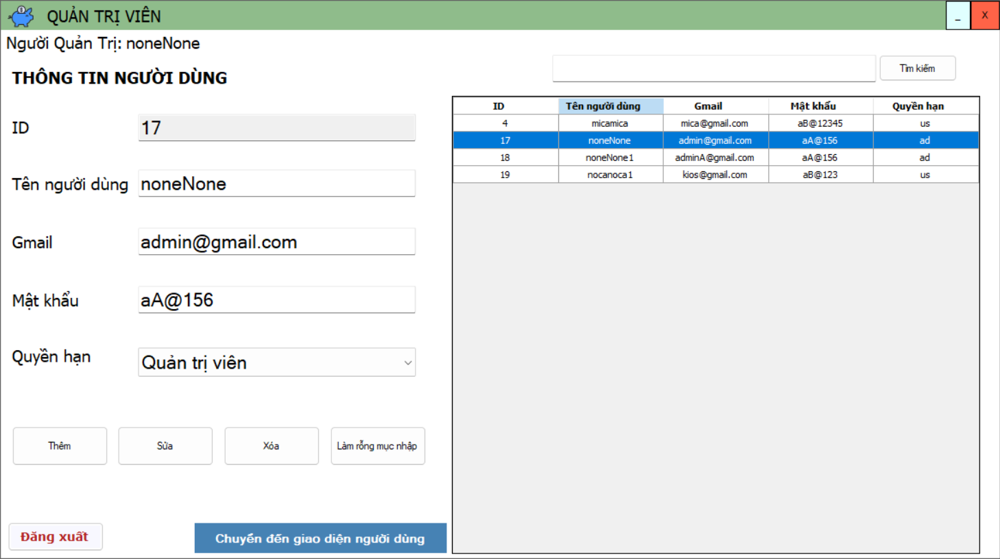 QUẢN TRỊ VIÊN
_
X
Người Quản Trị: noneNone
THÔNG TIN NGƯỜI DÙNG
Tìm kiếm
ID 17
Tên người dùng noneNone
Gmail admin@gmail.com
Mật khẩu aA@156
Quyền hạn Quản trị viên
Thêm Sửa Xóa Làm rỗng mục nhập
Đăng xuất Chuyển đến giao diện người dùng
ID Tên người dùng Gmail Mật khẩu Quyền hạn
4 micamica mica@gmail.com aB@12345 us
17 noneNone admin@gmail.com aA@156 ad
18 noneNone1 adminA@gmail.com aA@156 ad
19 nocanoca1 kios@gmail.com aB@123 us